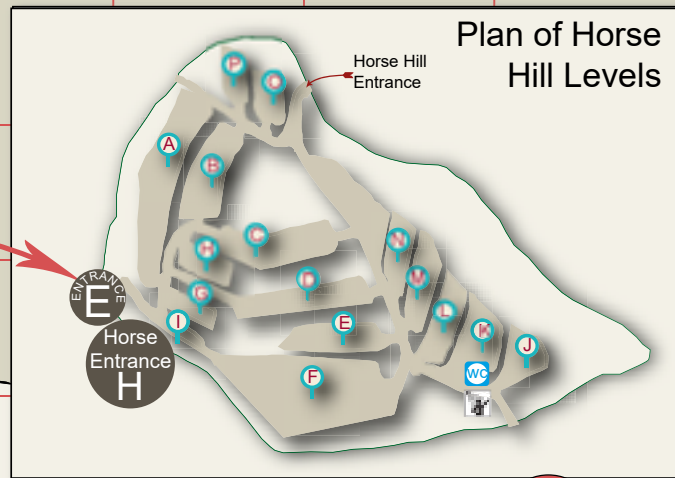 Plan of Horse
Hill Levels
Horse Hill
Entrance
P
O
A
B
C
H
N
D
M
G
L
I
E
K
J
F
WC
ENTRANCE
E
Horse
Entrance
H